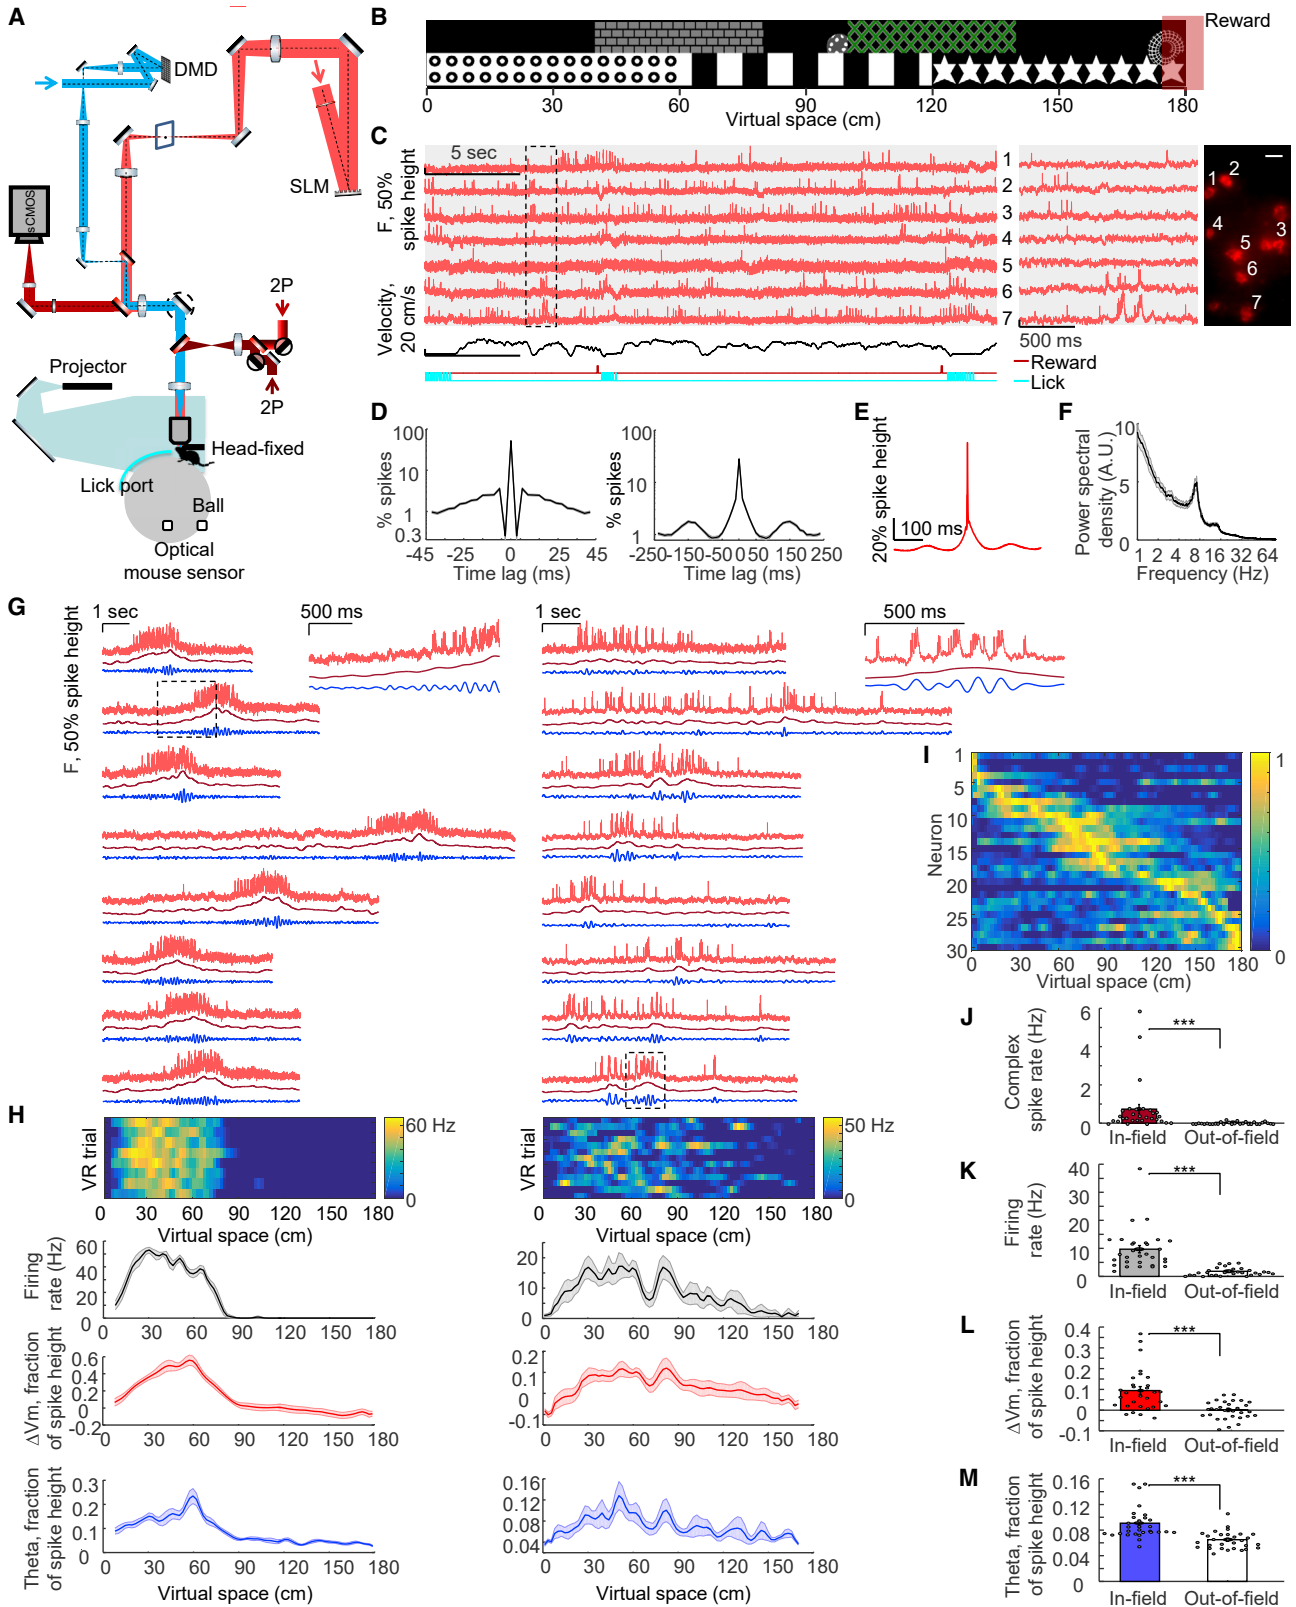 A
DMD
SLM
sCMOS
2P
2P
Projector
Head-fixed
Lick port
Ball
Optical
mouse sensor
B
Reward
0 30 60 90 120 150 180
Virtual space (cm)
C
5 sec
F, 50%
spike height
1
2
3
4
5
6
7
Velocity,
20 cm/s
500 ms
Reward
Lick
1 2
4 3
5
6
7
D
% spikes
100
10
1
0.3
-45 -25 0 25 45
Time lag (ms)
% spikes
100
10
1
-250 -150 -50 0 50 150 250
Time lag (ms)
E
20% spike height
100 ms
F
Power spectral
density (A.U.)
10
5
0
1 2 4 8 16 32 64
Frequency (Hz)
G
F, 50% spike height
1 sec
500 ms
1 sec
500 ms
H
VR trial
60 Hz
0
0 30 60 90 120 150 180
Virtual space (cm)
VR trial
50 Hz
0
0 30 60 90 120 150 180
Virtual space (cm)
Firing
rate (Hz)
60
40
20
0
0 30 60 90 120 150 180
20
10
0
0 30 60 90 120 150 180
ΔVm, fraction
of spike height
0.6
0.4
0.2
0
-0.2
0 30 60 90 120 150 180
0.2
0.1
0
-0.1
0 30 60 90 120 150 180
Theta, fraction
of spike height
0.3
0.2
0.1
0
0 30 60 90 120 150 180
Virtual space (cm)
0.16
0.12
0.08
0.04
0 30 60 90 120 150 180
Virtual space (cm)
I
Neuron
1
5
10
15
20
25
30
0 30 60 90 120 150 180
Virtual space (cm)
1
0
J
Complex
spike rate (Hz)
6
4
2
0
***
In-field Out-of-field
K
Firing
rate (Hz)
40
30
20
10
0
***
In-field Out-of-field
L
ΔVm, fraction
of spike height
0.4
0.3
0.2
0.1
0
-0.1
***
In-field Out-of-field
M
Theta, fraction
of spike height
0.16
0.12
0.08
0.04
0
***
In-field Out-of-field